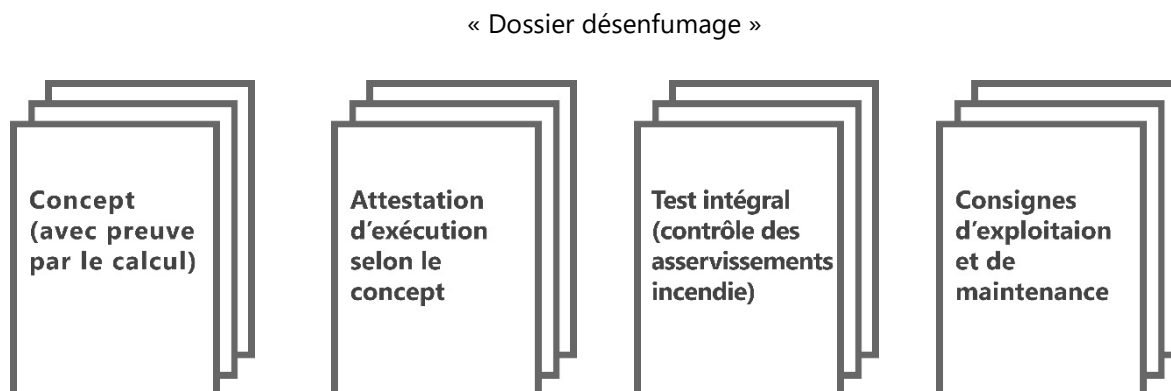 « Dossier désenfumage »
Concept
(avec preuve
par le calcul)
Attestation
d’exécution
selon le
concept
Test intégral
(contrôle des
asservissements
incendie)
Consignes
d’exploitaion
et de
maintenance